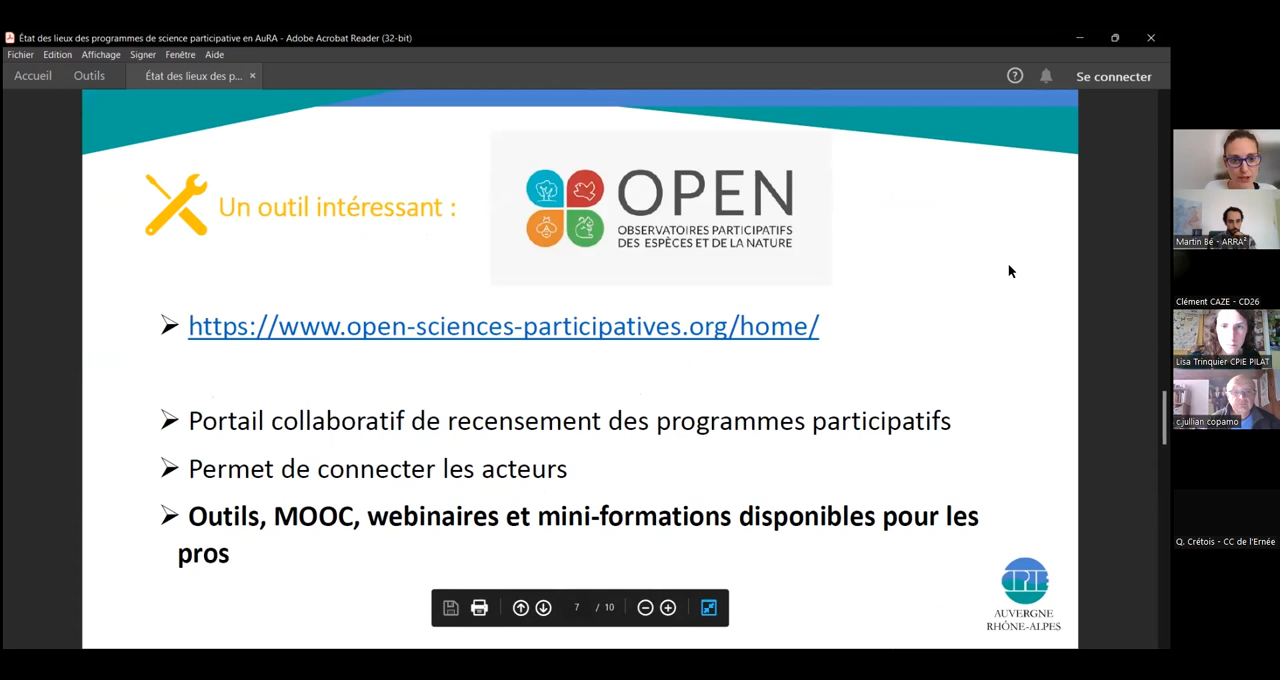 État des lieux des programmes de science participative en AuRA - Adobe Acrobat Reader (32-bit)
Fichier Edition Affichage Signer Fenêtre Aide
Accueil Outils État des lieux des p... × Se connecter
Un outil intéressant :
OPEN
OBSERVATOIRES PARTICIPATIFS
DES ESPÈCES ET DE LA NATURE
https://www.open-sciences-participatives.org/home/
Portail collaboratif de recensement des programmes participatifs
Permet de connecter les acteurs
Outils, MOOC, webinaires et mini-formations disponibles pour les
pros
7 / 10
CPIE
AUVERGNE
RHÔNE-ALPES
Martin Bé - ARRA²
Clément CAZE - CD26
Lisa Trinquier CPIE PILAT
c.jullian copamo
Q. Crétois - CC de l'Ernée